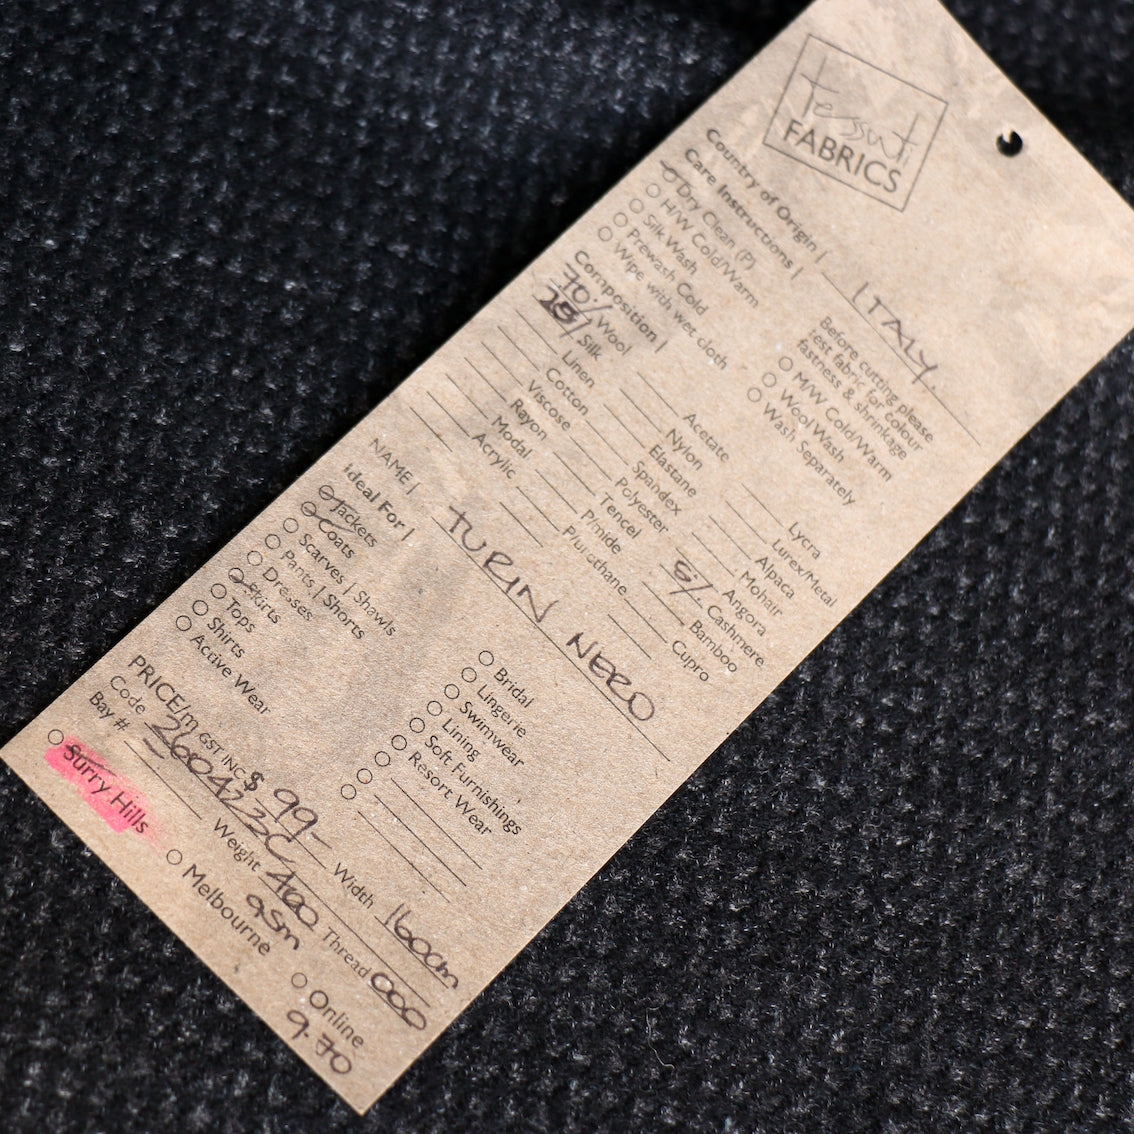 Tessuti
FABRICS
Country of Origin | ITALY.
Care Instructions |
Dry Clean (P)
H/W Cold/Warm
Silk Wash
Prewash Cold
Wipe with wet cloth
Before cutting please
test fabric for colour
fastness & shrinkage
M/W Cold/Warm
Wool Wash
Wash Separately
Composition |
70% Wool
25% Silk
Linen
Cotton
Viscose
Rayon
Modal
Acrylic
Acetate
Nylon
Elastane
Spandex
Polyester
Tencel
P/mide
P/urethane
Lycra
Lurex/Metal
Alpaca
Mohair
Angora
5% Cashmere
Bamboo
Cupro
NAME | TURIN NERO
Ideal For |
Jackets
Coats
Scarves | Shawls
Pants | Shorts
Dresses
Skirts
Tops
Shirts
Active Wear
Bridal
Lingerie
Swimwear
Lining
Soft Furnishings
Resort Wear
PRICE/m GST INC $ 99- Width 160cm
Code 2604223C Weight 460 gsm Thread 000
Bay #
Surry Hills
Melbourne
Online
9.70